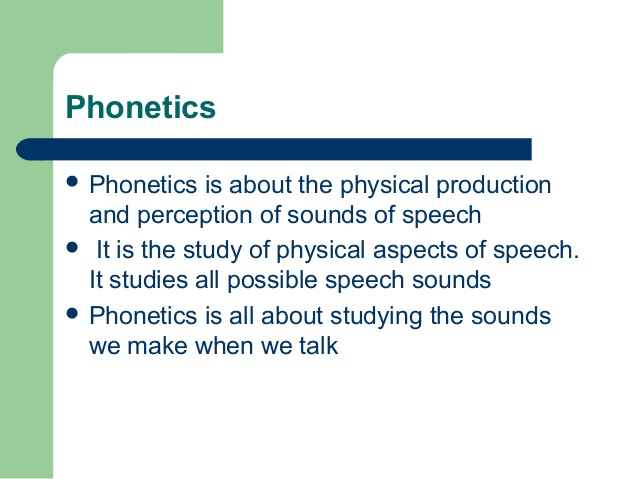 Phonetics
Phonetics is about the physical production
and perception of sounds of speech
It is the study of physical aspects of speech.
It studies all possible speech sounds
Phonetics is all about studying the sounds
we make when we talk